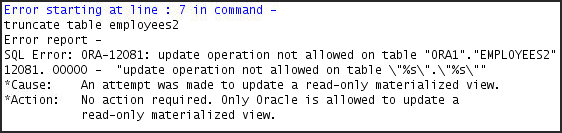 Error starting at line : 7 in command -
truncate table employees2
Error report -
SQL Error: ORA-12081: update operation not allowed on table "ORA1"."EMPLOYEES2"
12081. 00000 -  "update operation not allowed on table \"%s\".\"%s\""
*Cause:    An attempt was made to update a read-only materialized view.
*Action:   No action required. Only Oracle is allowed to update a
           read-only materialized view.